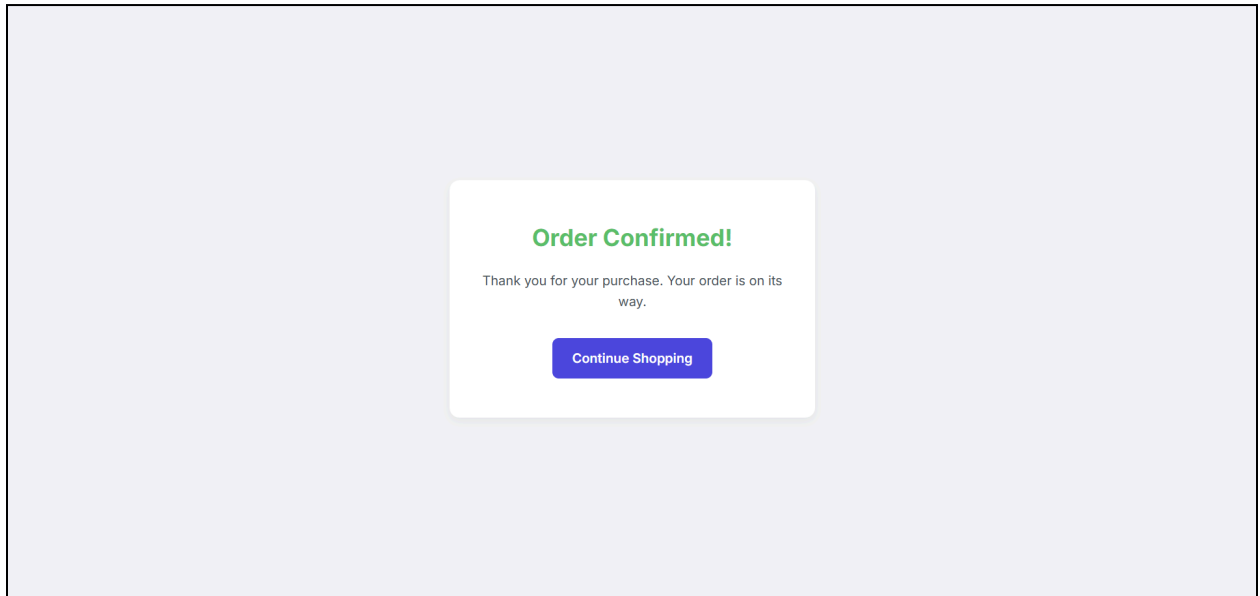 Order Confirmed!
Thank you for your purchase. Your order is on its
way.
Continue Shopping